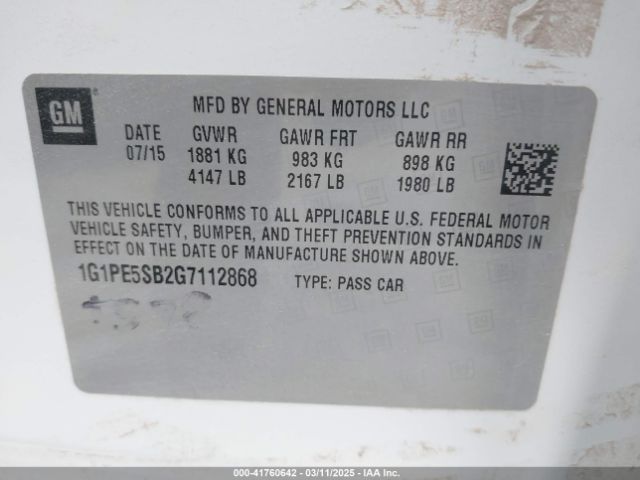 GM
MFD BY GENERAL MOTORS LLC
DATE GVWR GAWR FRT GAWR RR
07/15 1881 KG 983 KG 898 KG
4147 LB 2167 LB 1980 LB
THIS VEHICLE CONFORMS TO ALL APPLICABLE U.S. FEDERAL MOTOR
VEHICLE SAFETY, BUMPER, AND THEFT PREVENTION STANDARDS IN
EFFECT ON THE DATE OF MANUFACTURE SHOWN ABOVE.
1G1PE5SB2G7112868 TYPE: PASS CAR
000-41760642 / 03/11/2025 - IAA Inc.